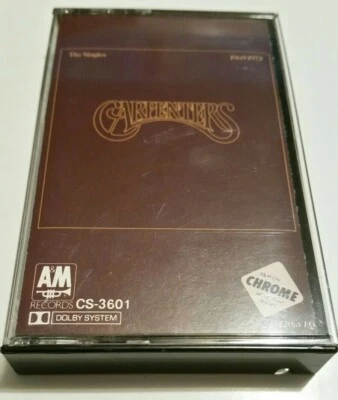 The Singles 1969-1973
CARPENTERS
A&M
RECORDS CS-3601
DOLBY SYSTEM
CHROME